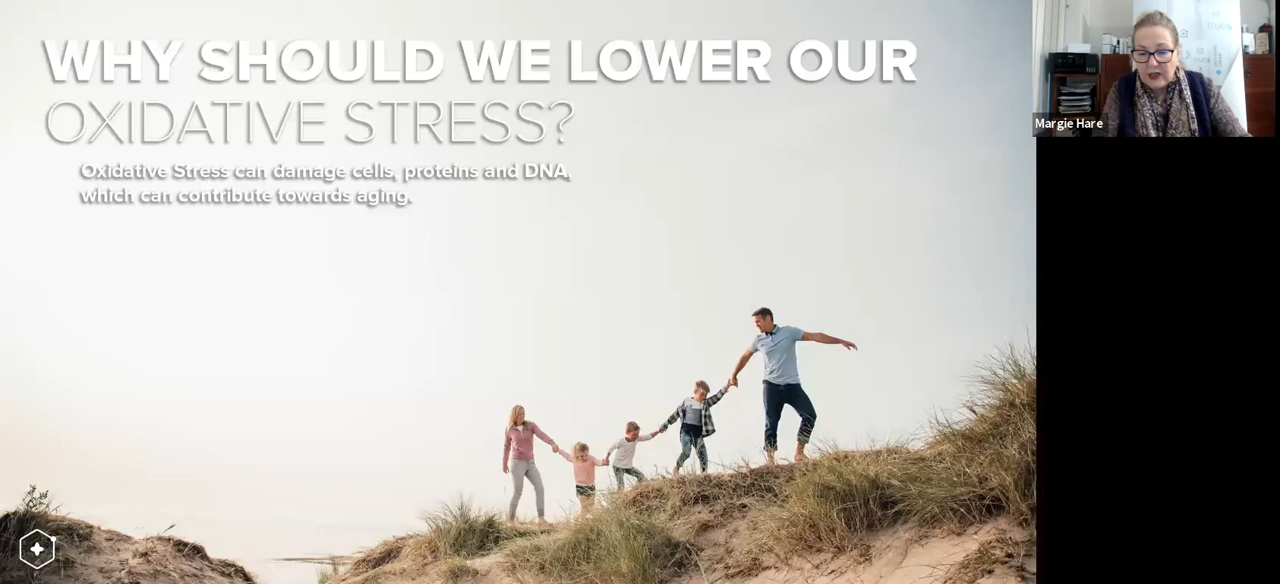 WHY SHOULD WE LOWER OUR
OXIDATIVE STRESS?
Oxidative Stress can damage cells, proteins and DNA,
which can contribute towards aging.
Margie Hare